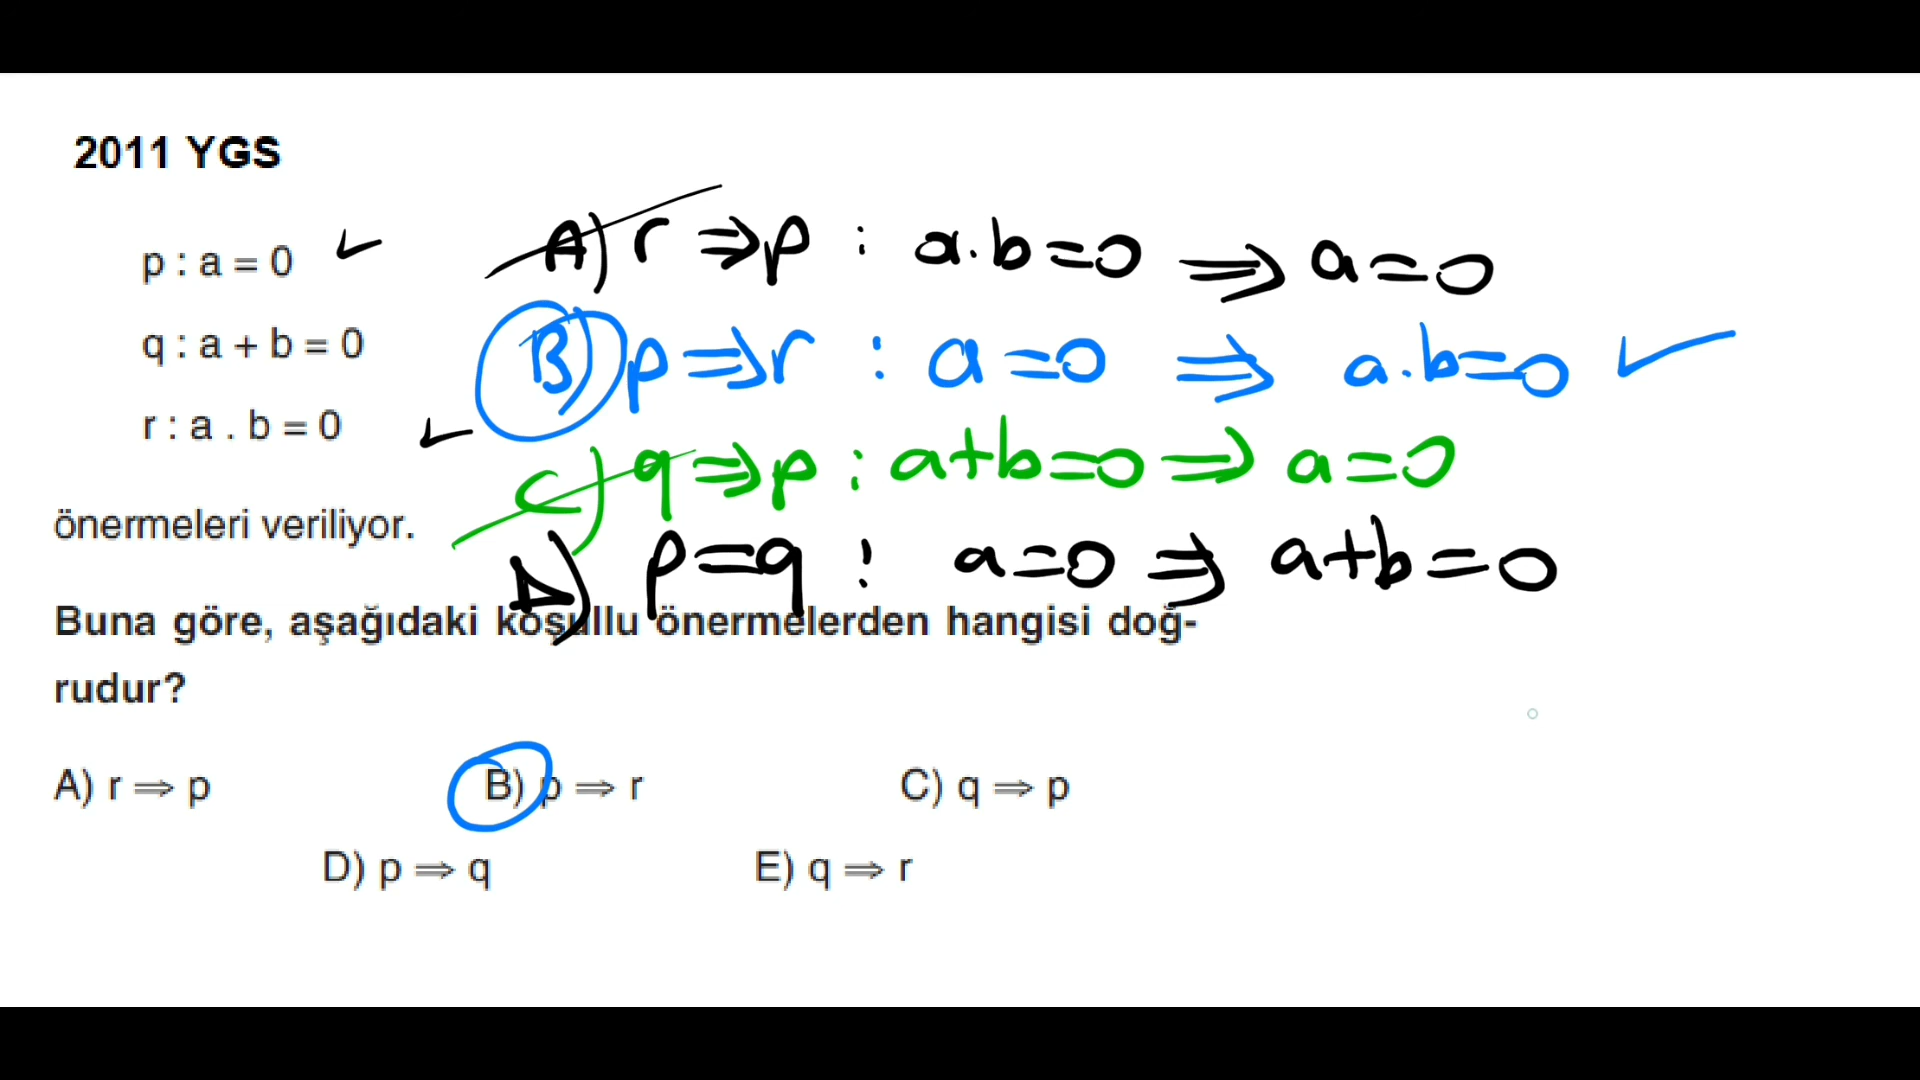 2011 YGS
p : a = 0
q : a + b = 0
r : a . b = 0
önermeleri veriliyor.
A) r ⇒ p : a.b=0 ⇒ a=0
B) p ⇒ r : a=0 ⇒ a.b=0
C) q ⇒ p : a+b=0 ⇒ a=0
D) p=q : a=0 ⇒ a+b=0
Buna göre, aşağıdaki koşullu önermelerden hangisi doğ-
rudur?
A) r ⇒ p B) p ⇒ r C) q ⇒ p
D) p ⇒ q E) q ⇒ r